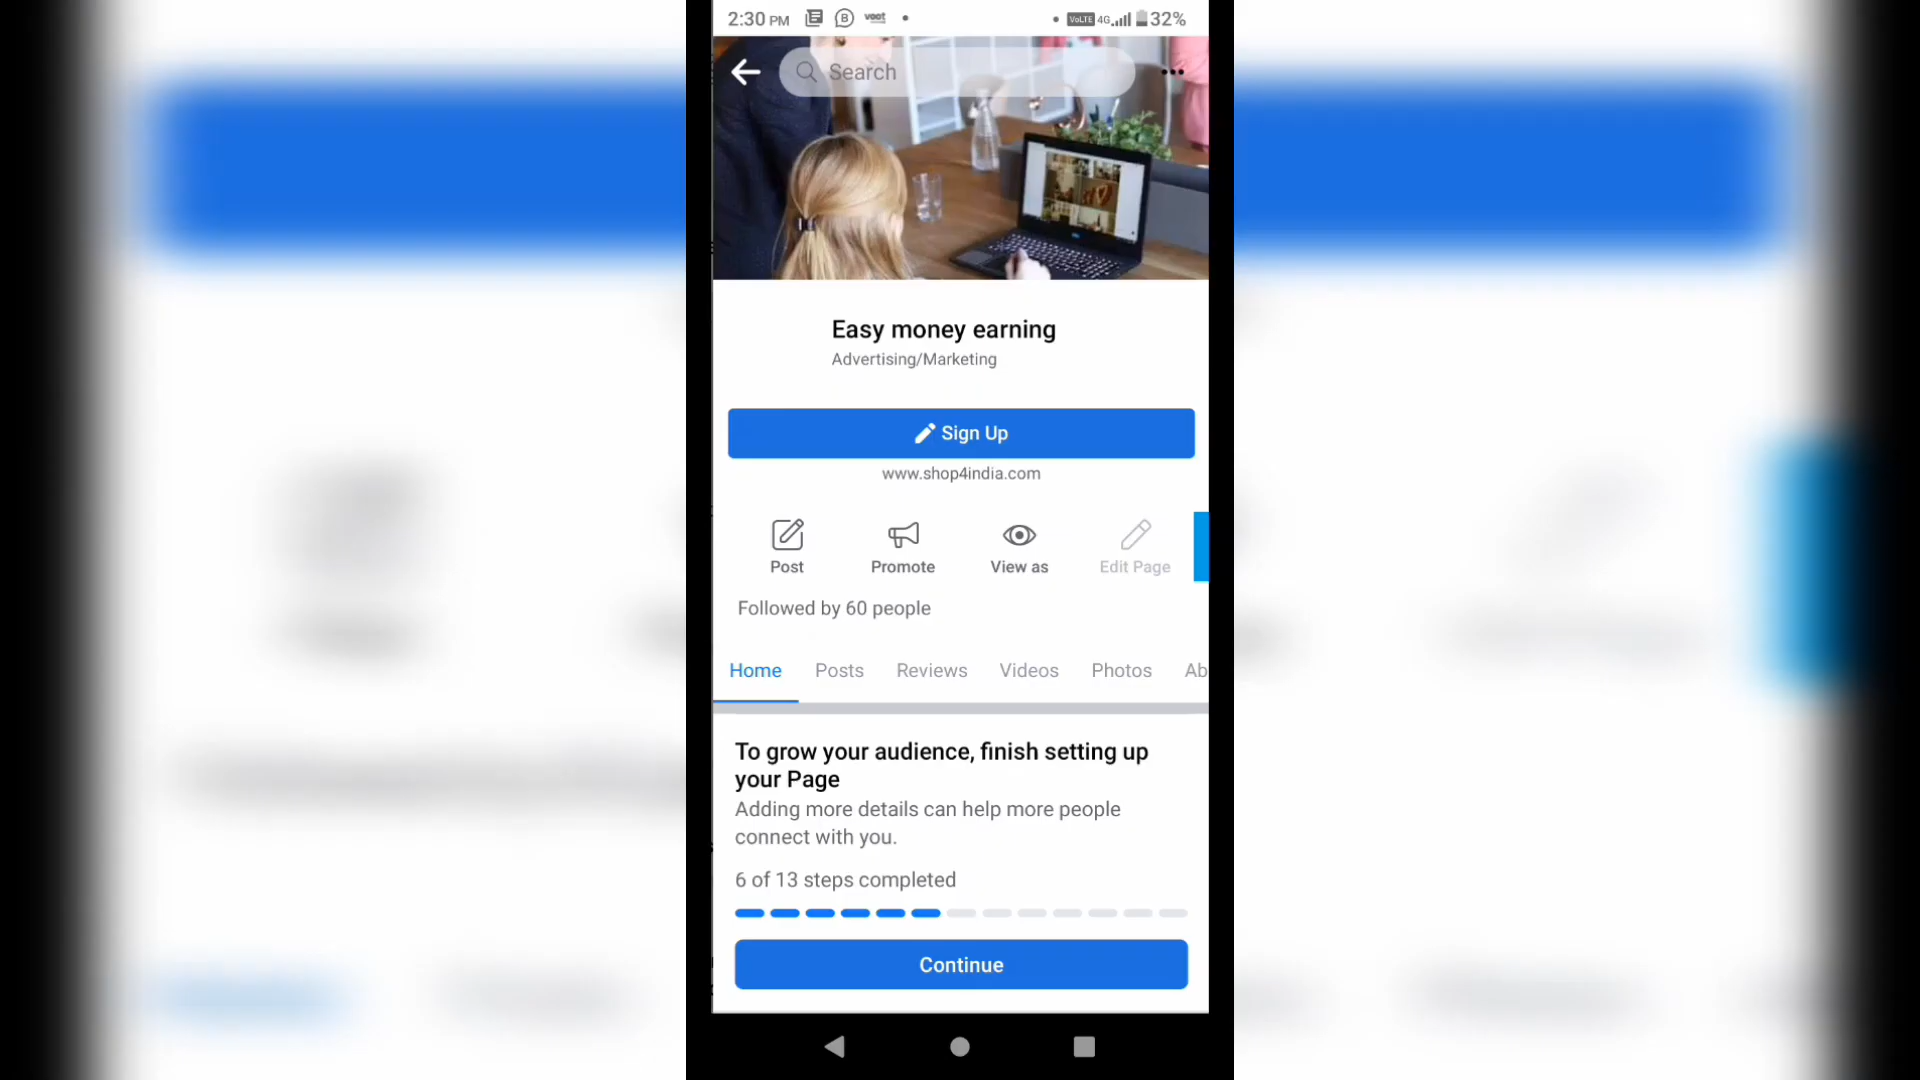 2:30 PM B voot VoLTE 4G 32%
Search
Easy money earning
Advertising/Marketing
Sign Up
www.shop4india.com
Post Promote View as Edit Page
Followed by 60 people
Home Posts Reviews Videos Photos Ab
To grow your audience, finish setting up
your Page
Adding more details can help more people
connect with you.
6 of 13 steps completed
Continue